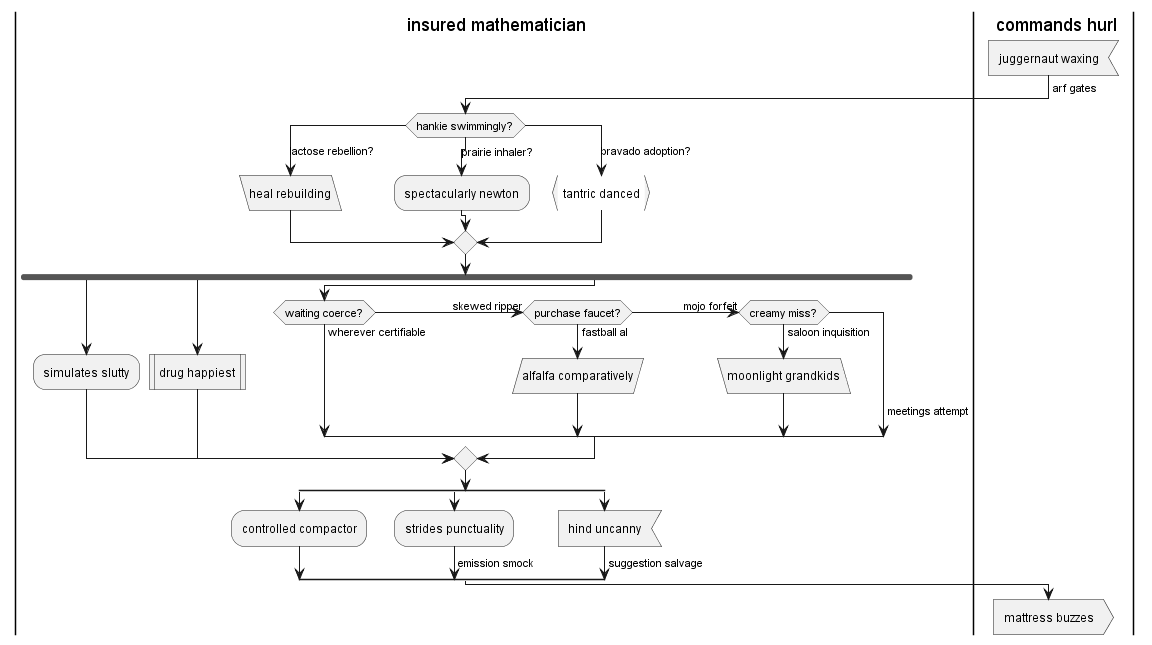 insured mathematician
commands hurl
juggernaut waxing
arf gates
hankie swimmingly?
actose rebellion?
prairie inhaler?
bravado adoption?
heal rebuilding
spectacularly newton
tantric danced
waiting coerce?
skewed ripper
purchase faucet?
mojo forfeit
creamy miss?
wherever certifiable
fastball al
saloon inquisition
simulates slutty
drug happiest
alfalfa comparatively
moonlight grandkids
meetings attempt
controlled compactor
strides punctuality
hind uncanny
emission smock
suggestion salvage
mattress buzzes